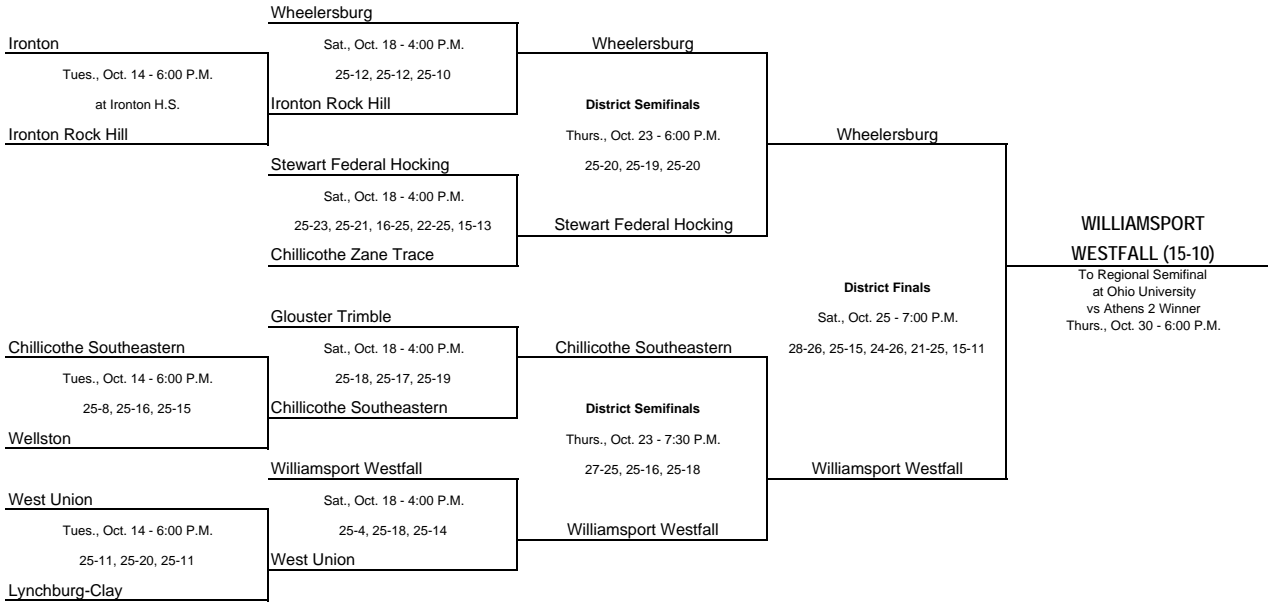 Wheelersburg
Ironton
Sat., Oct. 18 - 4:00 P.M.
Wheelersburg
Tues., Oct. 14 - 6:00 P.M.
25-12, 25-12, 25-10
at Ironton H.S.
Ironton Rock Hill
District Semifinals
Ironton Rock Hill
Thurs., Oct. 23 - 6:00 P.M.
Wheelersburg
Stewart Federal Hocking
25-20, 25-19, 25-20
Sat., Oct. 18 - 4:00 P.M.
25-23, 25-21, 16-25, 22-25, 15-13
Stewart Federal Hocking
Chillicothe Zane Trace
WILLIAMSPORT
WESTFALL (15-10)
To Regional Semifinal
at Ohio University
vs Athens 2 Winner
Thurs., Oct. 30 - 6:00 P.M.
District Finals
Sat., Oct. 25 - 7:00 P.M.
28-26, 25-15, 24-26, 21-25, 15-11
Glouster Trimble
Chillicothe Southeastern
Sat., Oct. 18 - 4:00 P.M.
Chillicothe Southeastern
Tues., Oct. 14 - 6:00 P.M.
25-18, 25-17, 25-19
25-8, 25-16, 25-15
Chillicothe Southeastern
District Semifinals
Wellston
Thurs., Oct. 23 - 7:30 P.M.
Williamsport Westfall
27-25, 25-16, 25-18
Williamsport Westfall
West Union
Sat., Oct. 18 - 4:00 P.M.
Tues., Oct. 14 - 6:00 P.M.
25-4, 25-18, 25-14
Williamsport Westfall
25-11, 25-20, 25-11
West Union
Lynchburg-Clay